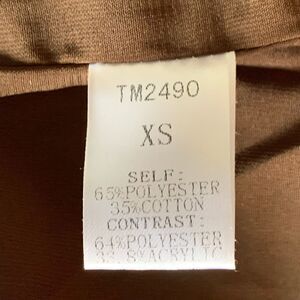 TM2490
XS
SELF:
65%POLYESTER
35%COTTON
CONTRAST:
64%POLYESTER